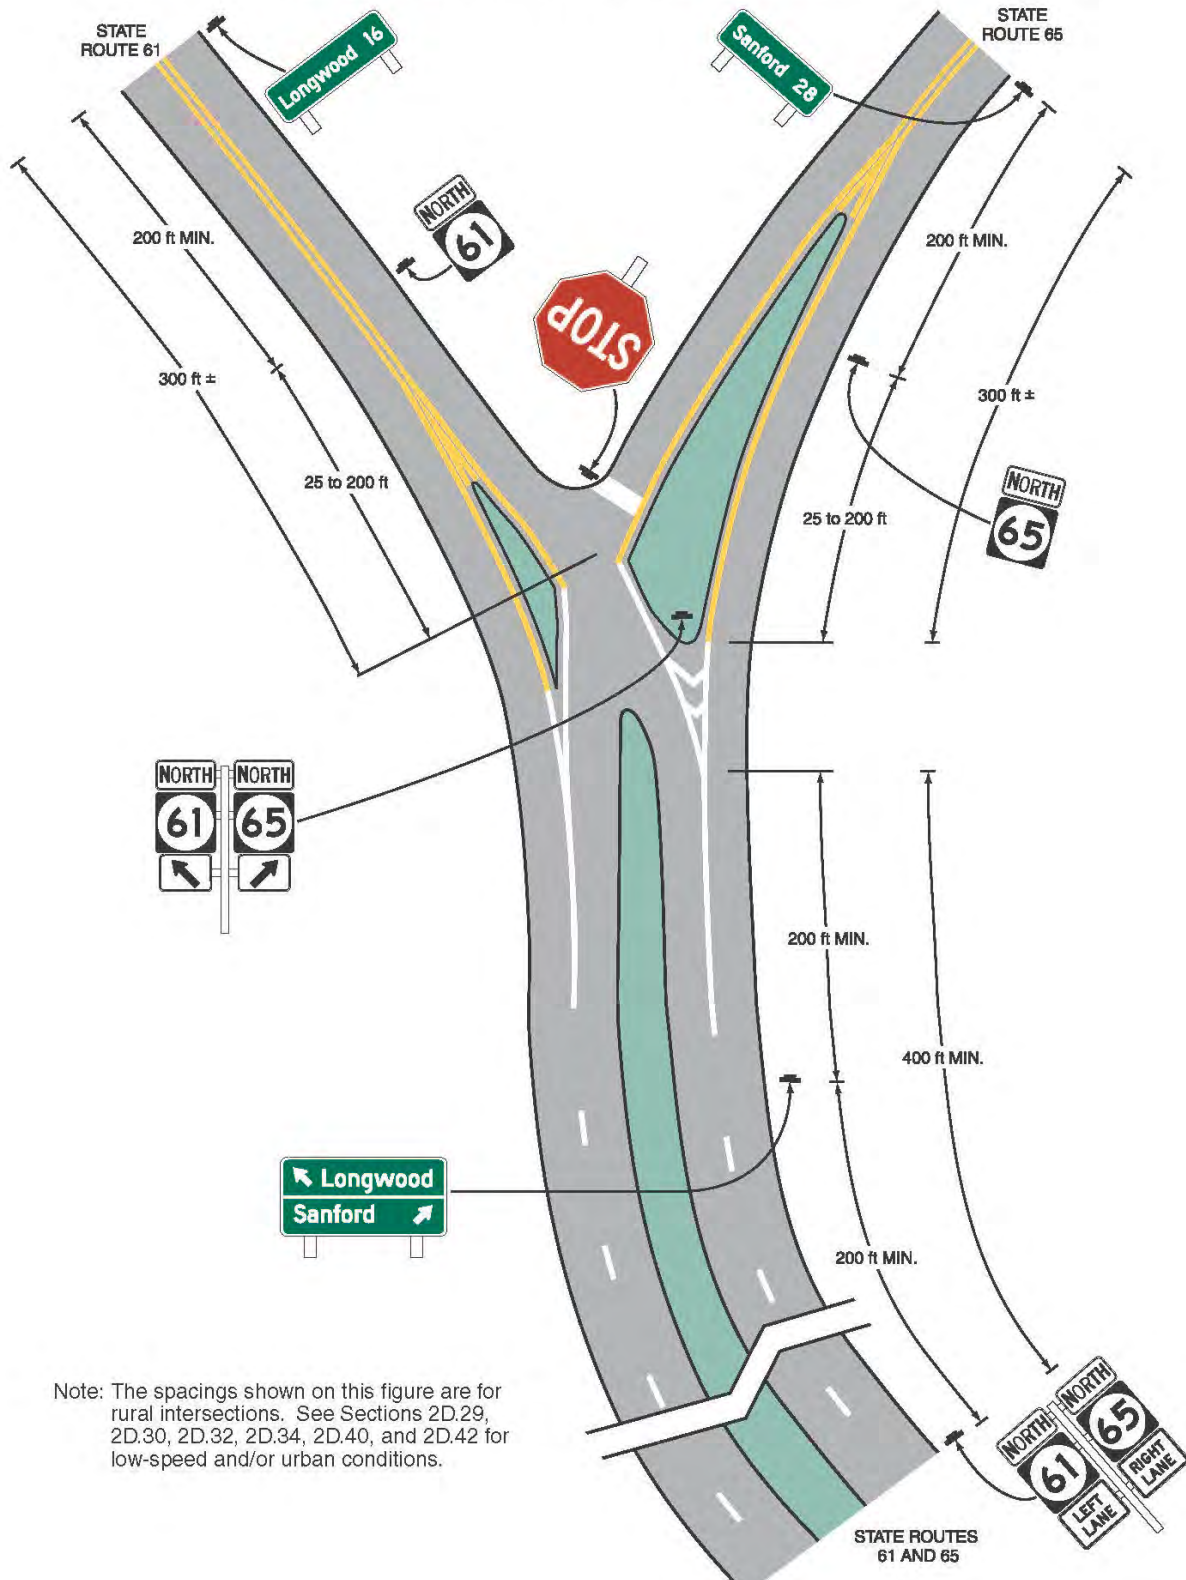 STATE
ROUTE 61
Longwood 16
Sanford 28
STATE
ROUTE 65
NORTH
61
200 ft MIN.
200 ft MIN.
STOP
300 ft ±
300 ft ±
25 to 200 ft
NORTH
65
25 to 200 ft
NORTH NORTH
61 65
200 ft MIN.
400 ft MIN.
Longwood
Sanford
200 ft MIN.
NORTH
65
RIGHT
LANE
NORTH
61
LEFT
LANE
Note: The spacings shown on this figure are for
rural intersections. See Sections 2D.29,
2D.30, 2D.32, 2D.34, 2D.40, and 2D.42 for
low-speed and/or urban conditions.
STATE ROUTES
61 AND 65